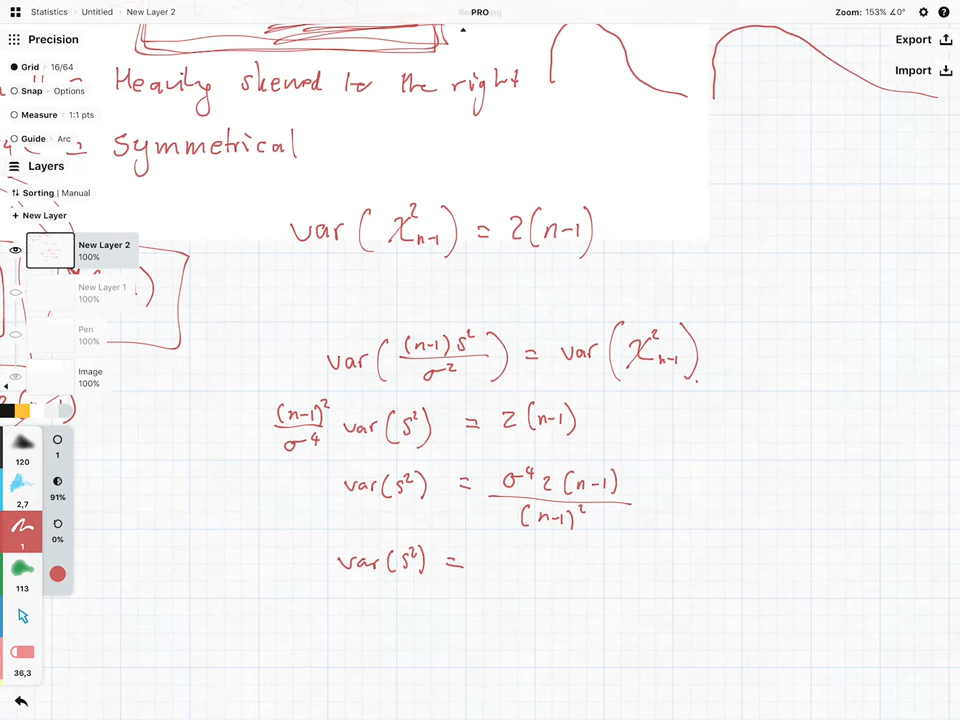 Statistics › Untitled › New Layer 2
PRO
Zoom: 153% ∡0°
Precision
Export
Import
Grid › 16/64
Snap › Options
Measure › 1:1 pts
Guide › Arc
Layers
Sorting | Manual
+ New Layer
New Layer 2
100%
New Layer 1
100%
Pen
100%
Image
100%
120
2,7
1
113
36,3
1
91%
0%
Heavily skewed to the right
Symmetrical
var(χ²ₙ₋₁) = 2(n-1)
var((n-1)s²/σ²) = var(χ²ₙ₋₁)
(n-1)²/σ⁴ var(s²) = 2(n-1)
var(s²) = σ⁴2(n-1)/(n-1)²
var(s²) =